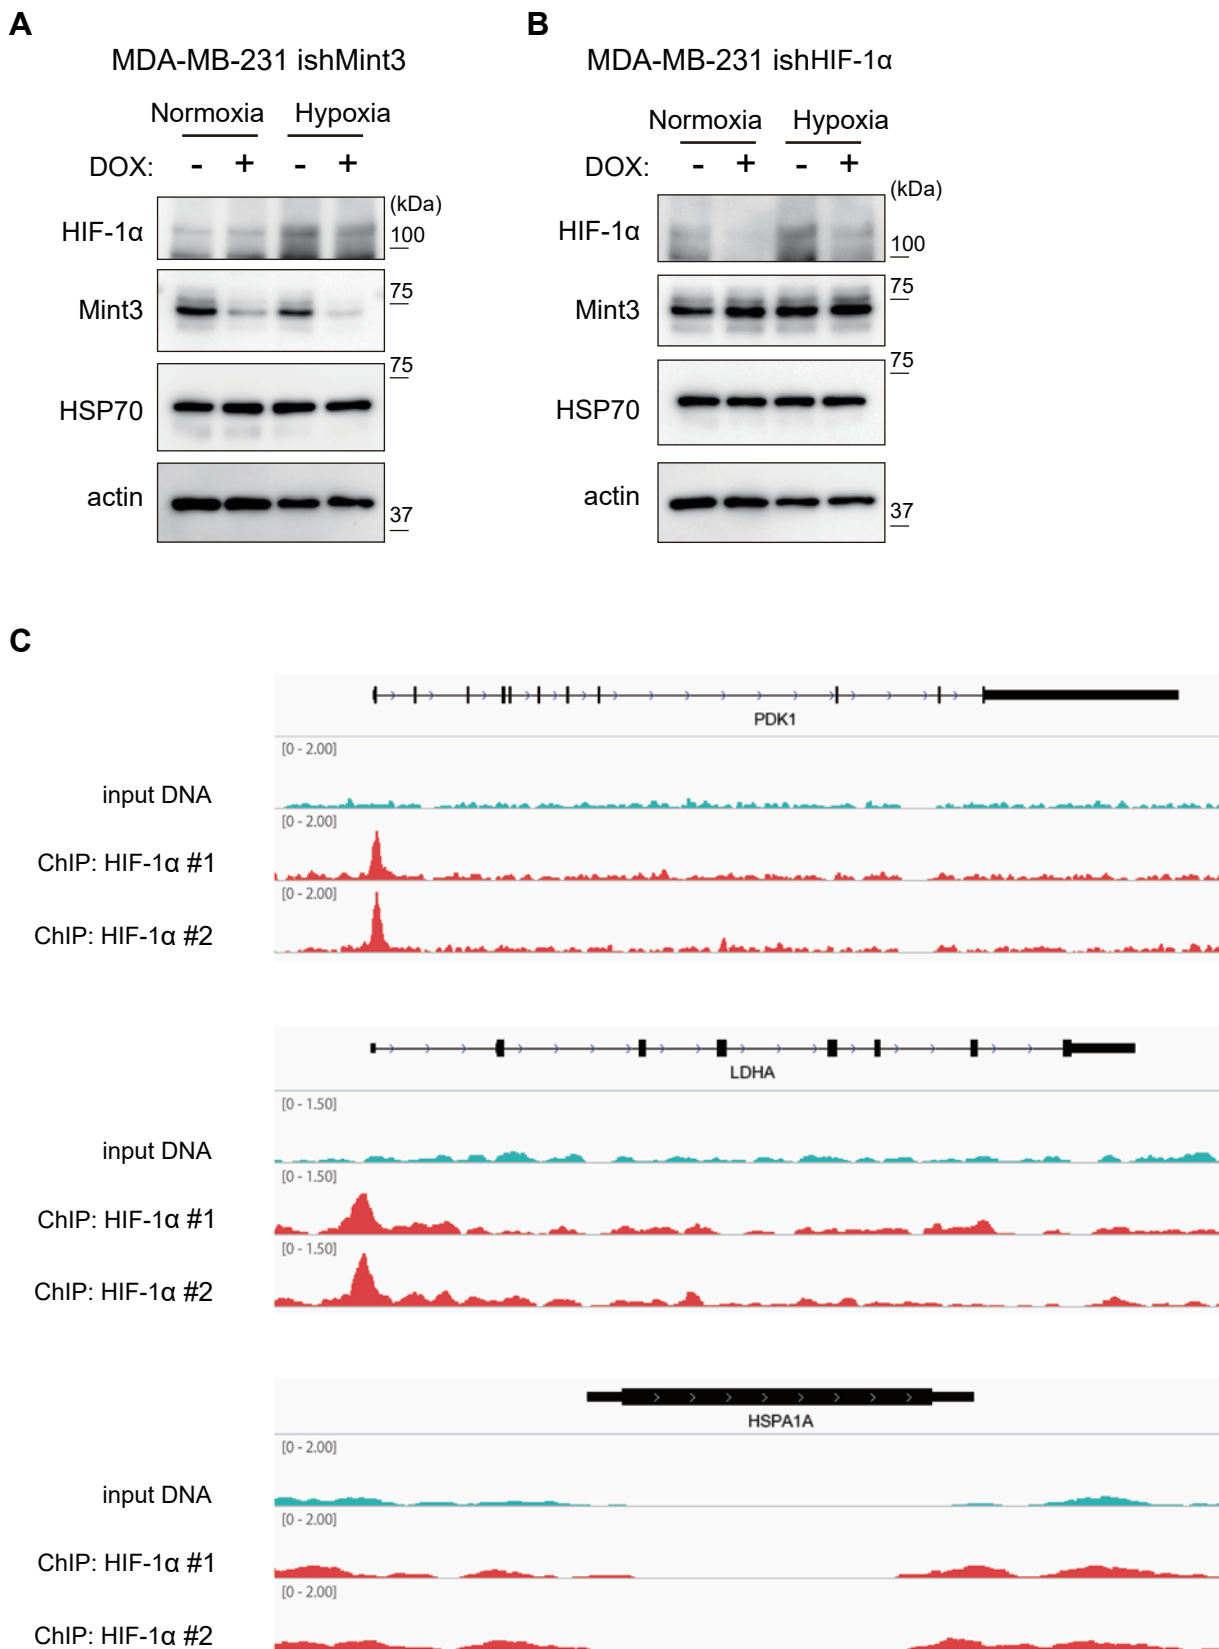 A
MDA-MB-231 ishMint3
Normoxia Hypoxia
DOX: - + - +
(kDa)
HIF-1α
100
75
Mint3
75
HSP70
actin
37
B
MDA-MB-231 ishHIF-1α
Normoxia Hypoxia
DOX: - + - +
(kDa)
HIF-1α
100
75
Mint3
75
HSP70
actin
37
C
PDK1
[0 - 2.00]
input DNA
[0 - 2.00]
ChIP: HIF-1α #1
[0 - 2.00]
ChIP: HIF-1α #2
LDHA
[0 - 1.50]
input DNA
[0 - 1.50]
ChIP: HIF-1α #1
[0 - 1.50]
ChIP: HIF-1α #2
HSPA1A
[0 - 2.00]
input DNA
[0 - 2.00]
ChIP: HIF-1α #1
[0 - 2.00]
ChIP: HIF-1α #2